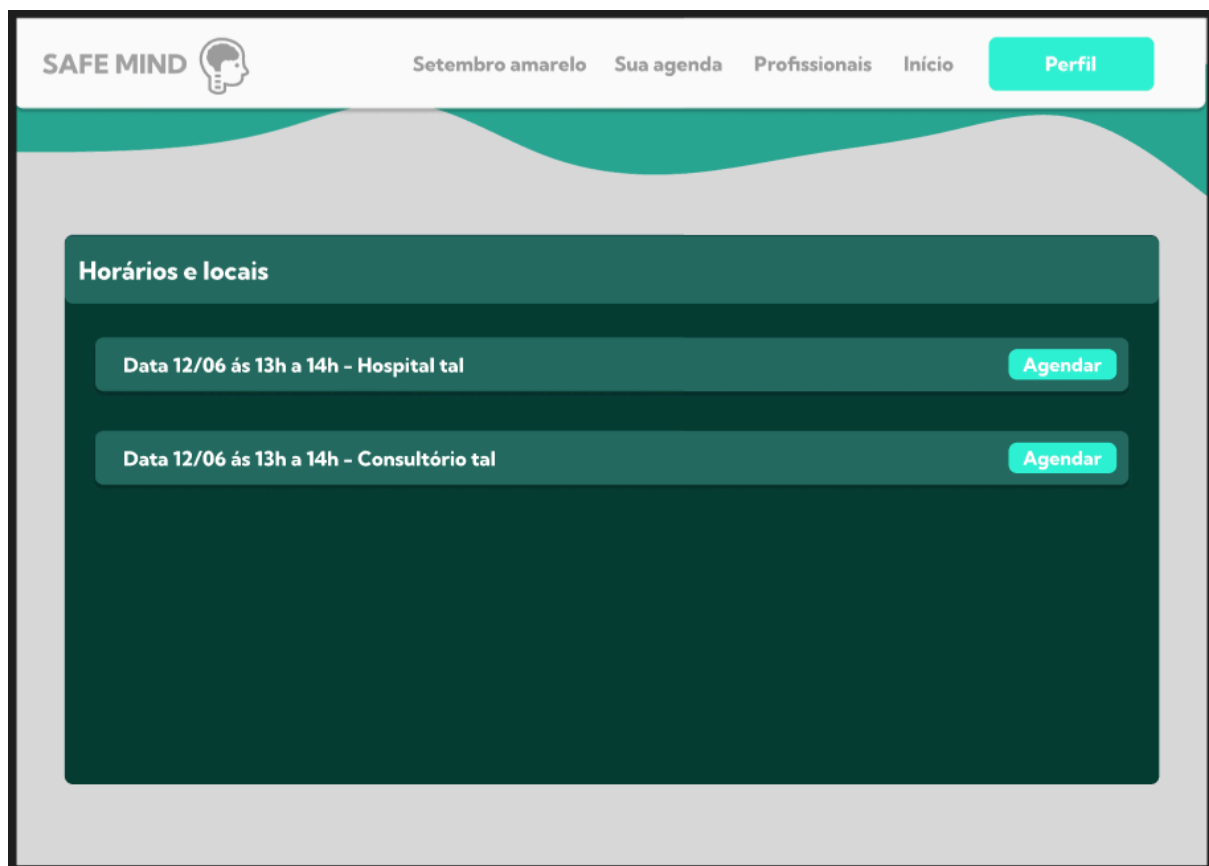 SAFE MIND
Setembro amarelo Sua agenda Profissionais Início Perfil
Horários e locais
Data 12/06 ás 13h a 14h - Hospital tal Agendar
Data 12/06 ás 13h a 14h - Consultório tal Agendar